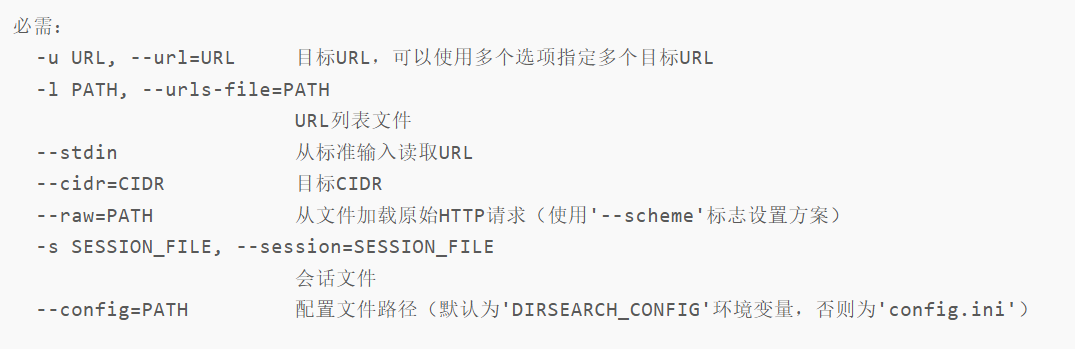 必需:
-u URL, --url=URL 目标URL，可以使用多个选项指定多个目标URL
-l PATH, --urls-file=PATH
URL列表文件
--stdin 从标准输入读取URL
--cidr=CIDR 目标CIDR
--raw=PATH 从文件加载原始HTTP请求（使用'--scheme'标志设置方案）
-s SESSION_FILE, --session=SESSION_FILE
会话文件
--config=PATH 配置文件路径（默认为'DIRSEARCH_CONFIG'环境变量，否则为'config.ini'）